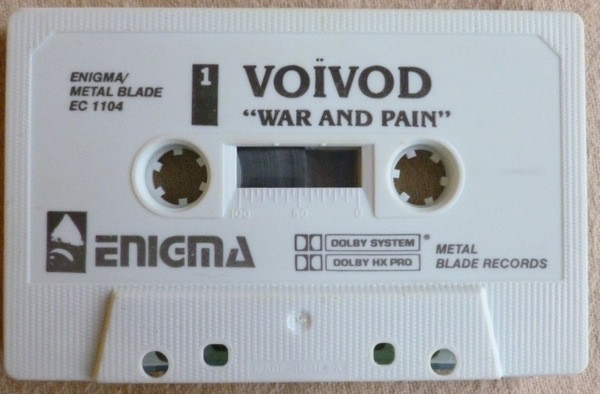 ENIGMA/
METAL BLADE
EC 1104
1
VOÏVOD
"WAR AND PAIN"
100 50 0
ENIGMA
DOLBY SYSTEM®
DOLBY HX PRO
METAL
BLADE RECORDS